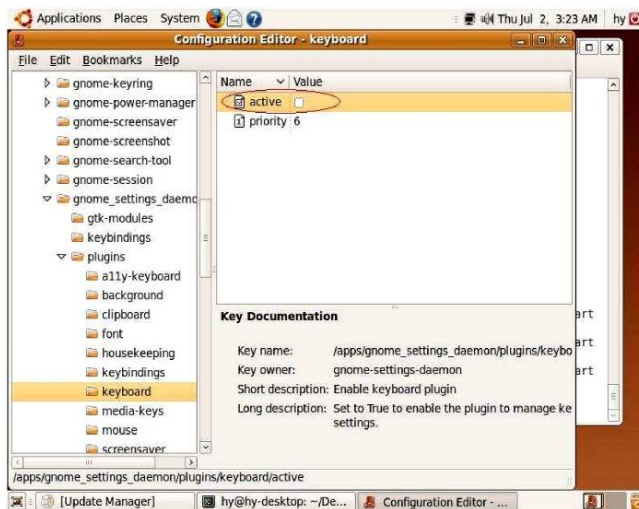 Applications Places System Thu Jul 2, 3:23 AM hy
Configuration Editor - keyboard
File Edit Bookmarks Help
gnome-keyring
gnome-power-manager
gnome-screensaver
gnome-screenshot
gnome-search-tool
gnome-session
gnome_settings_daemo
gtk-modules
keybindings
plugins
a11y-keyboard
background
clipboard
font
housekeeping
keybindings
keyboard
media-keys
mouse
screensaver
Name Value
active
priority 6
Key Documentation
Key name: /apps/gnome_settings_daemon/plugins/keybo
Key owner: gnome-settings-daemon
Short description: Enable keyboard plugin
Long description: Set to True to enable the plugin to manage ke
settings.
art
art
art
/apps/gnome_settings_daemon/plugins/keyboard/active
[Update Manager] hy@hy-desktop: ~/De... Configuration Editor - ...